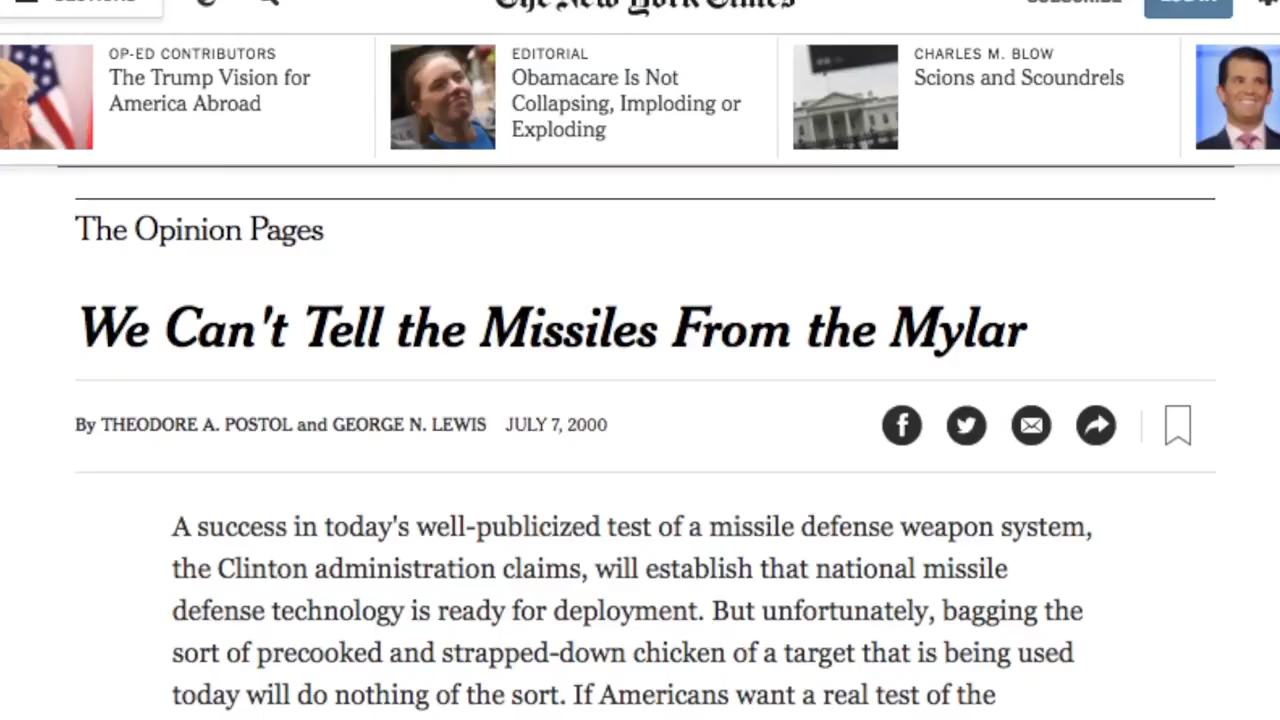 The New York Times
OP-ED CONTRIBUTORS
The Trump Vision for
America Abroad
EDITORIAL
Obamacare Is Not
Collapsing, Imploding or
Exploding
CHARLES M. BLOW
Scions and Scoundrels
The Opinion Pages
We Can't Tell the Missiles From the Mylar
By THEODORE A. POSTOL and GEORGE N. LEWIS JULY 7, 2000
A success in today's well-publicized test of a missile defense weapon system,
the Clinton administration claims, will establish that national missile
defense technology is ready for deployment. But unfortunately, bagging the
sort of precooked and strapped-down chicken of a target that is being used
today will do nothing of the sort. If Americans want a real test of the